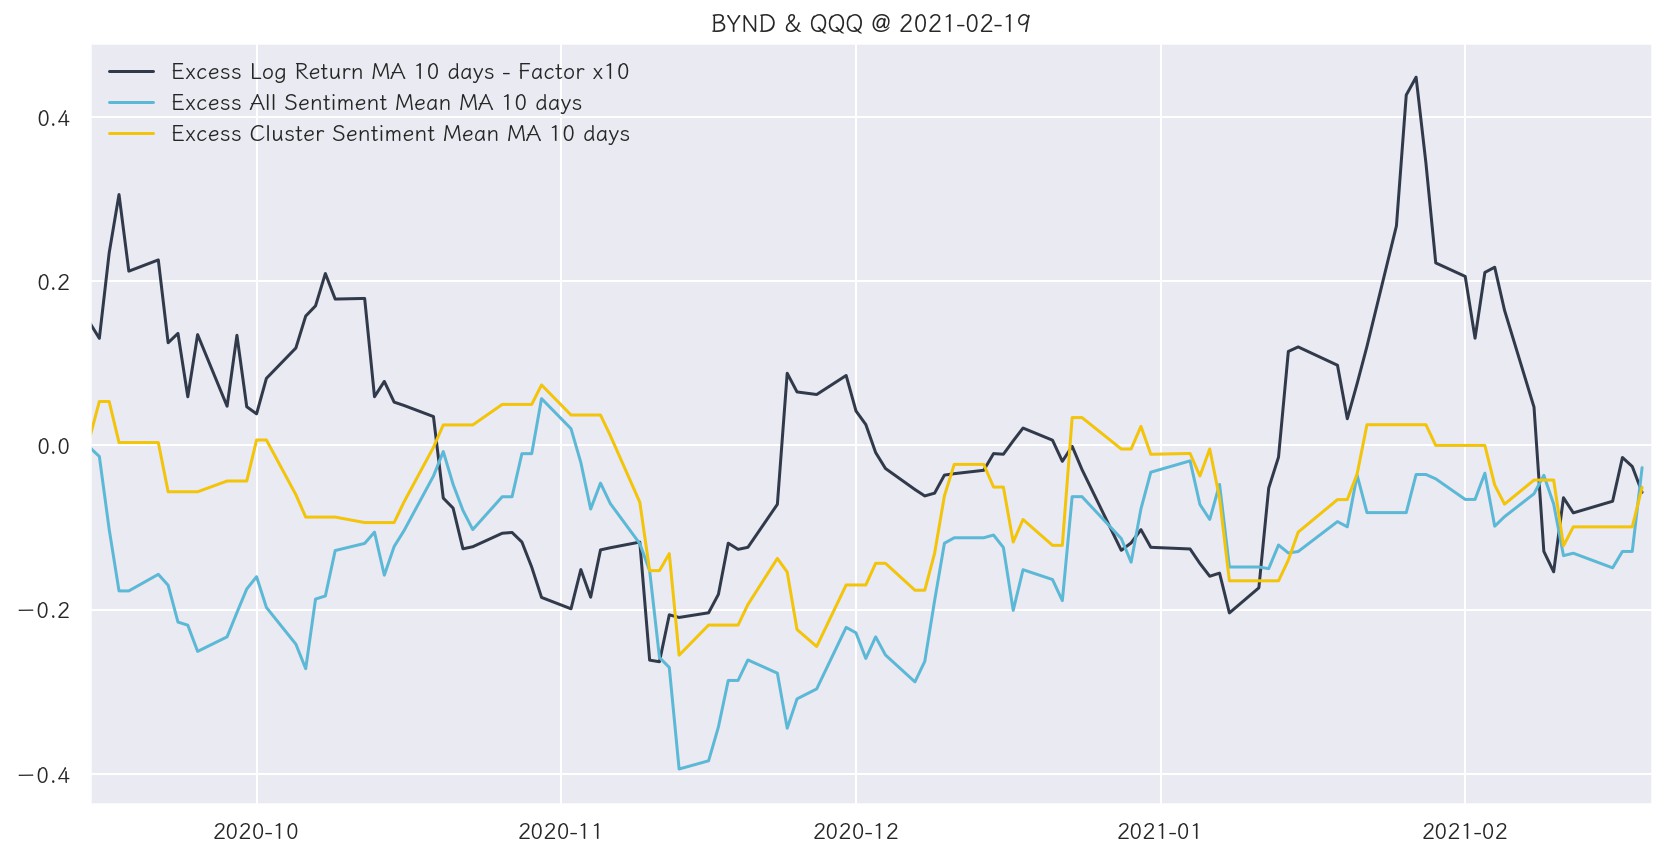 BYND & QQQ @ 2021-02-19
Excess Log Return MA 10 days - Factor x10
Excess All Sentiment Mean MA 10 days
Excess Cluster Sentiment Mean MA 10 days
0.4
0.2
0.0
−0.2
−0.4
2020-10 2020-11 2020-12 2021-01 2021-02